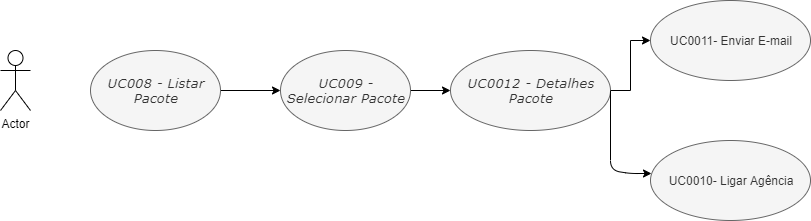 Actor
UC008 - Listar
Pacote
UC009 -
Selecionar Pacote
UC0012 - Detalhes
Pacote
UC0011- Enviar E-mail
UC0010- Ligar Agência